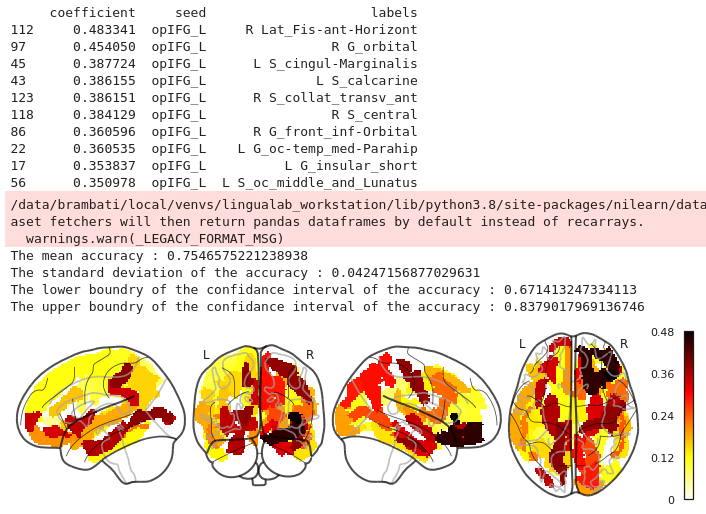 coefficient seed labels
112 0.483341 opIFG_L R Lat_Fis-ant-Horizont
97 0.454050 opIFG_L R G_orbital
45 0.387724 opIFG_L L S_cingul-Marginalis
43 0.386155 opIFG_L L S_calcarine
123 0.386151 opIFG_L R S_collat_transv_ant
118 0.384129 opIFG_L R S_central
86 0.360596 opIFG_L R G_front_inf-Orbital
22 0.360535 opIFG_L L G_oc-temp_med-Parahip
17 0.353837 opIFG_L L G_insular_short
56 0.350978 opIFG_L L S_oc_middle_and_Lunatus
/data/brambati/local/venvs/lingualab_workstation/lib/python3.8/site-packages/nilearn/data
aset fetchers will then return pandas dataframes by default instead of recarrays.
warnings.warn(_LEGACY_FORMAT_MSG)
The mean accuracy : 0.7546575221238938
The standard deviation of the accuracy : 0.04247156877029631
The lower boundry of the confidance interval of the accuracy : 0.671413247334113
The upper boundry of the confidance interval of the accuracy : 0.8379017969136746
L R L R
0.48
0.36
0.24
0.12
0